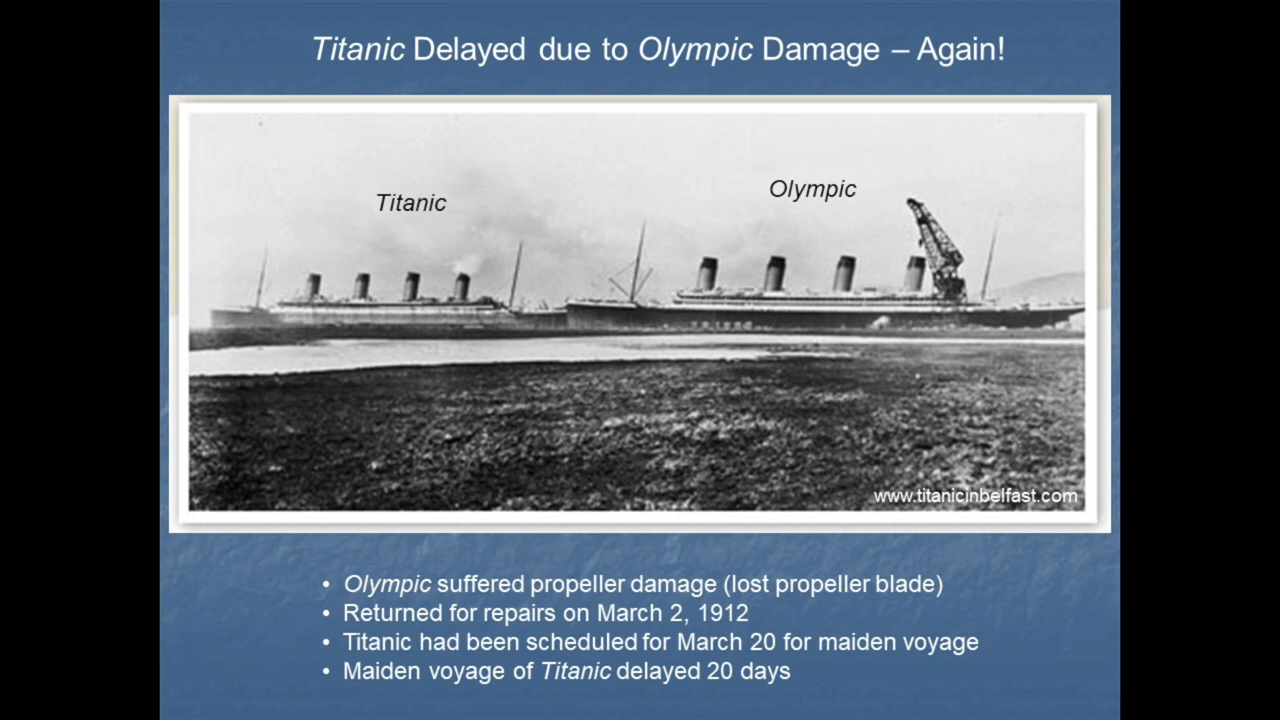 Titanic Delayed due to Olympic Damage – Again!
Titanic
Olympic
www.titanicinbelfast.com
• Olympic suffered propeller damage (lost propeller blade)
• Returned for repairs on March 2, 1912
• Titanic had been scheduled for March 20 for maiden voyage
• Maiden voyage of Titanic delayed 20 days